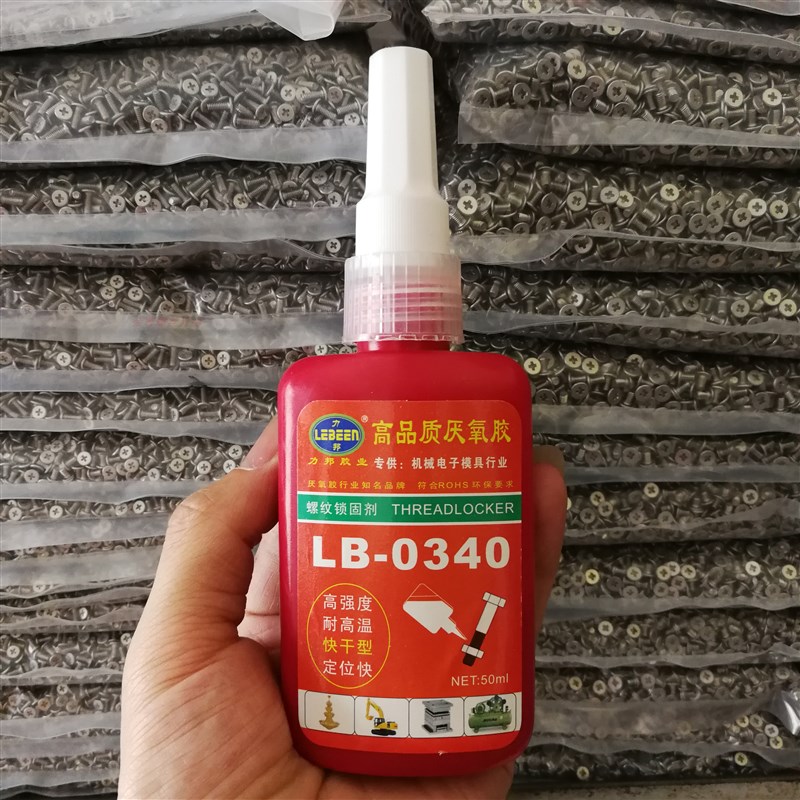 力
LEBEEN
邦
®
高品质厌氧胶
力邦胶业
专供：机械电子模具行业
厌氧胶行业知名品牌 符合ROHS环保要求
螺纹锁固剂 THREADLOCKER
LB-0340
高强度
耐高温
快干型
定位快
NET:50ml